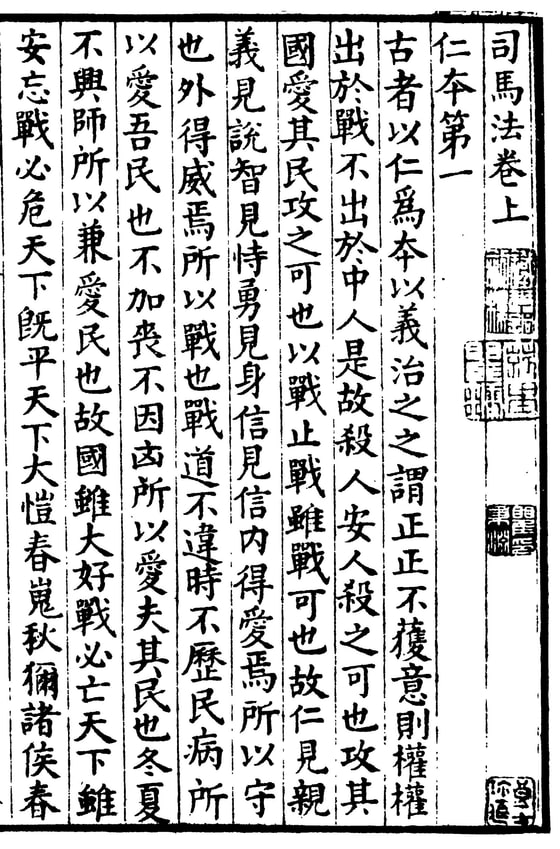 司馬法卷上
仁夲第一
古者以仁爲夲以義治之之謂正正不獲意則權權
出於戰不出於中人是故殺人安人殺之可也攻其
國愛其民攻之可也以戰止戰雖戰可也故仁見親
義見說智見恃勇見身信見信内得愛焉所以守
也外得威焉所以戰也戰道不違時不歷民病所
以愛吾民也不加喪不因凶所以愛夫其民也冬夏
不興師所以兼愛民也故國雖大好戰必亡天下雖
安忘戰必危天下旣平天下大愷春蒐秋獮諸侯春